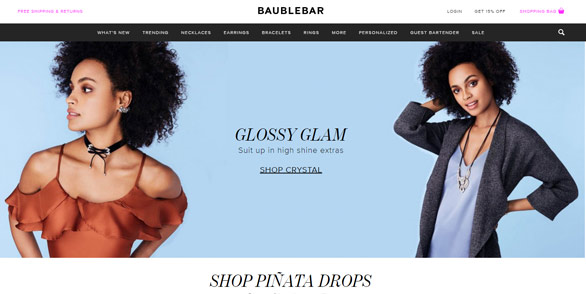 FREE SHIPPING & RETURNS
BAUBLEBAR
LOGIN GET 15% OFF SHOPPING BAG
WHAT'S NEW TRENDING NECKLACES EARRINGS BRACELETS RINGS MORE PERSONALIZED GUEST BARTENDER SALE
GLOSSY GLAM
Suit up in high shine extras
SHOP CRYSTAL
SHOP PIÑATA DROPS